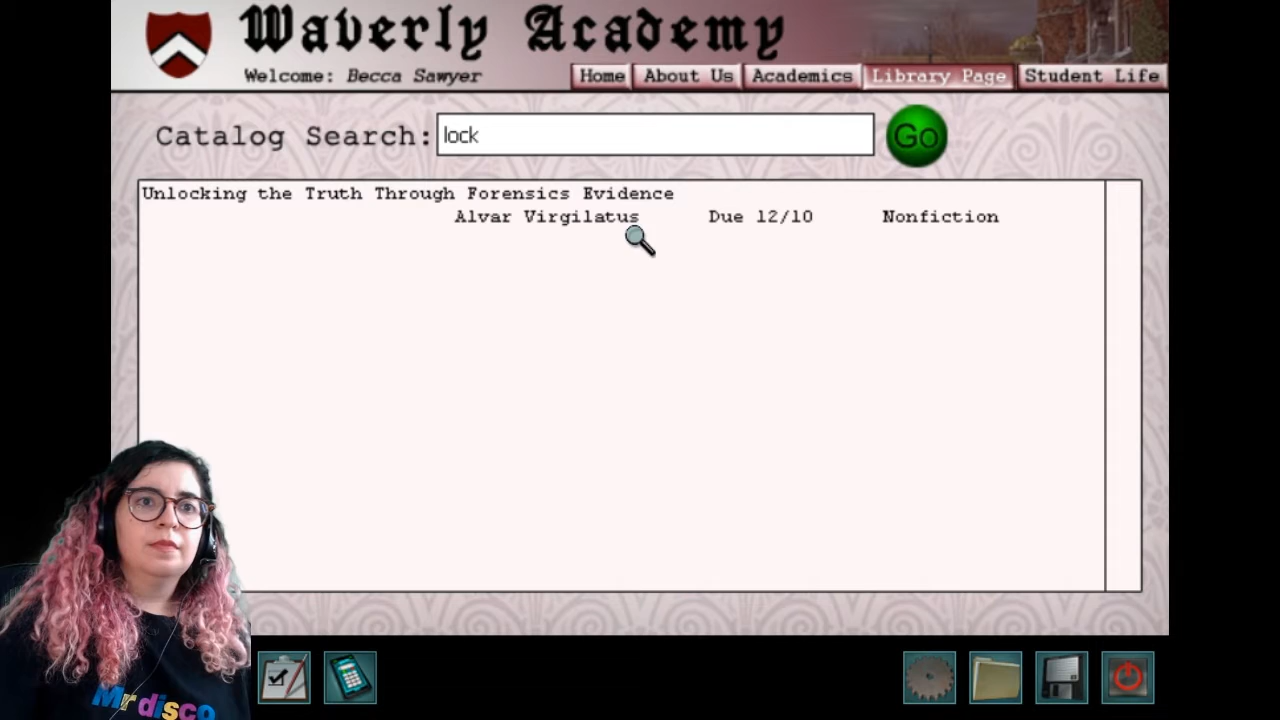 Waverly Academy
Welcome: Becca Sawyer
Home About Us Academics Library Page Student Life
Catalog Search: lock Go
Unlocking the Truth Through Forensics Evidence
Alvar Virgilatus Due 12/10 Nonfiction
Mr disco